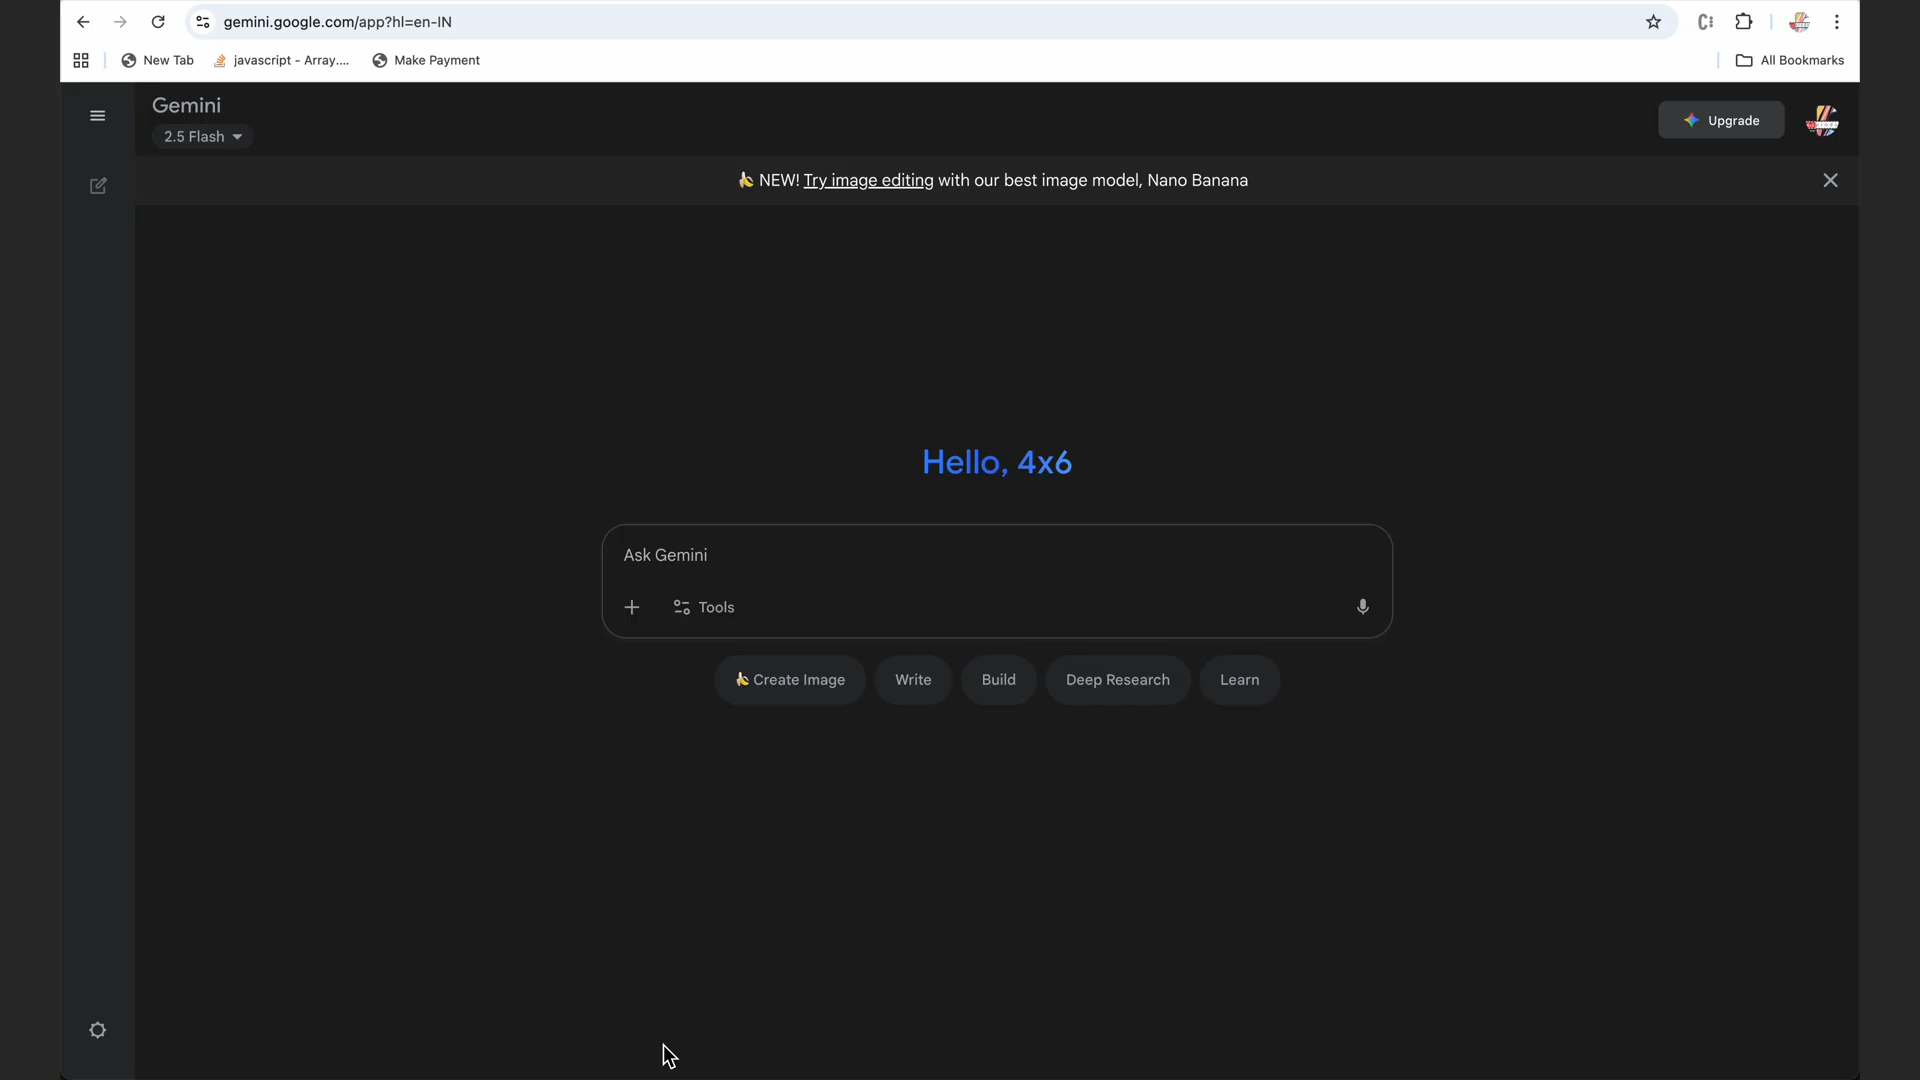 gemini.google.com/app?hl=en-IN
New Tab
javascript - Array....
Make Payment
All Bookmarks
Gemini
2.5 Flash
Upgrade
NEW! Try image editing with our best image model, Nano Banana
Hello, 4x6
Ask Gemini
Tools
Create Image
Write
Build
Deep Research
Learn